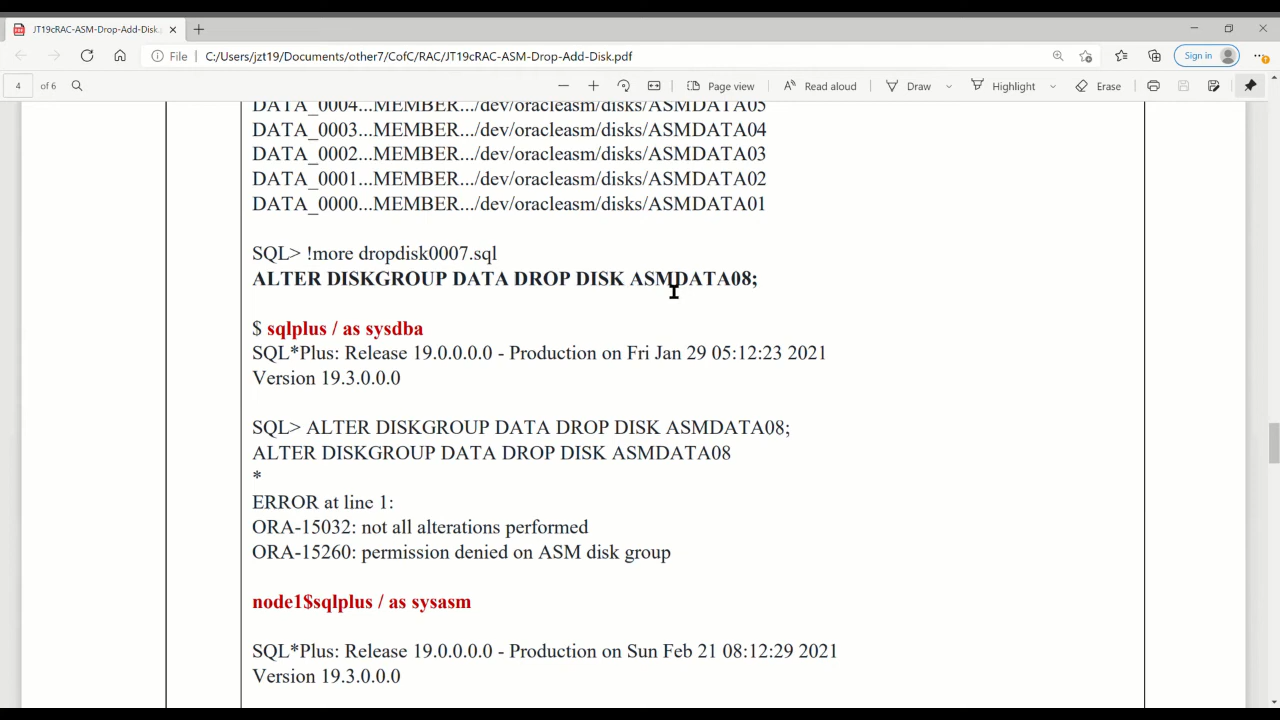 JT19cRAC-ASM-Drop-Add-Disk.
File
C:/Users/jzt19/Documents/other7/CofC/RAC/JT19cRAC-ASM-Drop-Add-Disk.pdf
Sign in
4 of 6
Page view
Read aloud
Draw
Highlight
Erase
DATA_0004...MEMBER.../dev/oracleasm/disks/ASMDATA05
DATA_0003...MEMBER.../dev/oracleasm/disks/ASMDATA04
DATA_0002...MEMBER.../dev/oracleasm/disks/ASMDATA03
DATA_0001...MEMBER.../dev/oracleasm/disks/ASMDATA02
DATA_0000...MEMBER.../dev/oracleasm/disks/ASMDATA01
SQL> !more dropdisk0007.sql
ALTER DISKGROUP DATA DROP DISK ASMDATA08;
$ sqlplus / as sysdba
SQL*Plus: Release 19.0.0.0.0 - Production on Fri Jan 29 05:12:23 2021
Version 19.3.0.0.0
SQL> ALTER DISKGROUP DATA DROP DISK ASMDATA08;
ALTER DISKGROUP DATA DROP DISK ASMDATA08
*
ERROR at line 1:
ORA-15032: not all alterations performed
ORA-15260: permission denied on ASM disk group
node1$sqlplus / as sysasm
SQL*Plus: Release 19.0.0.0.0 - Production on Sun Feb 21 08:12:29 2021
Version 19.3.0.0.0